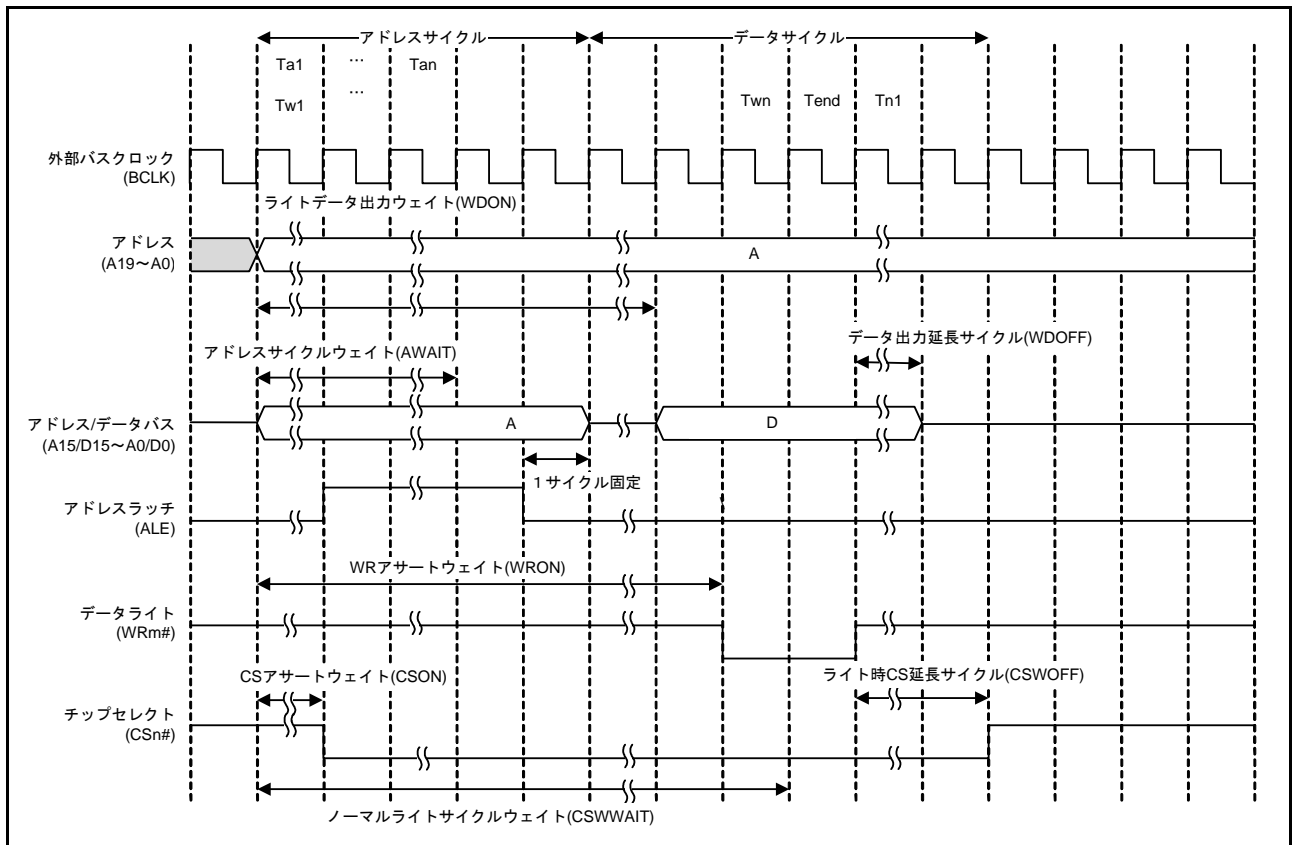 アドレスサイクル データサイクル
Ta1 … Tan
Tw1 … Twn Tend Tn1
外部バスクロック
(BCLK)
ライトデータ出力ウェイト(WDON)
アドレス
(A19～A0)
A
データ出力延長サイクル(WDOFF)
アドレスサイクルウェイト(AWAIT)
アドレス/データバス
(A15/D15～A0/D0)
A D
1サイクル固定
アドレスラッチ
(ALE)
WRアサートウェイト(WRON)
データライト
(WRm#)
CSアサートウェイト(CSON) ライト時CS延長サイクル(CSWOFF)
チップセレクト
(CSn#)
ノーマルライトサイクルウェイト(CSWWAIT)